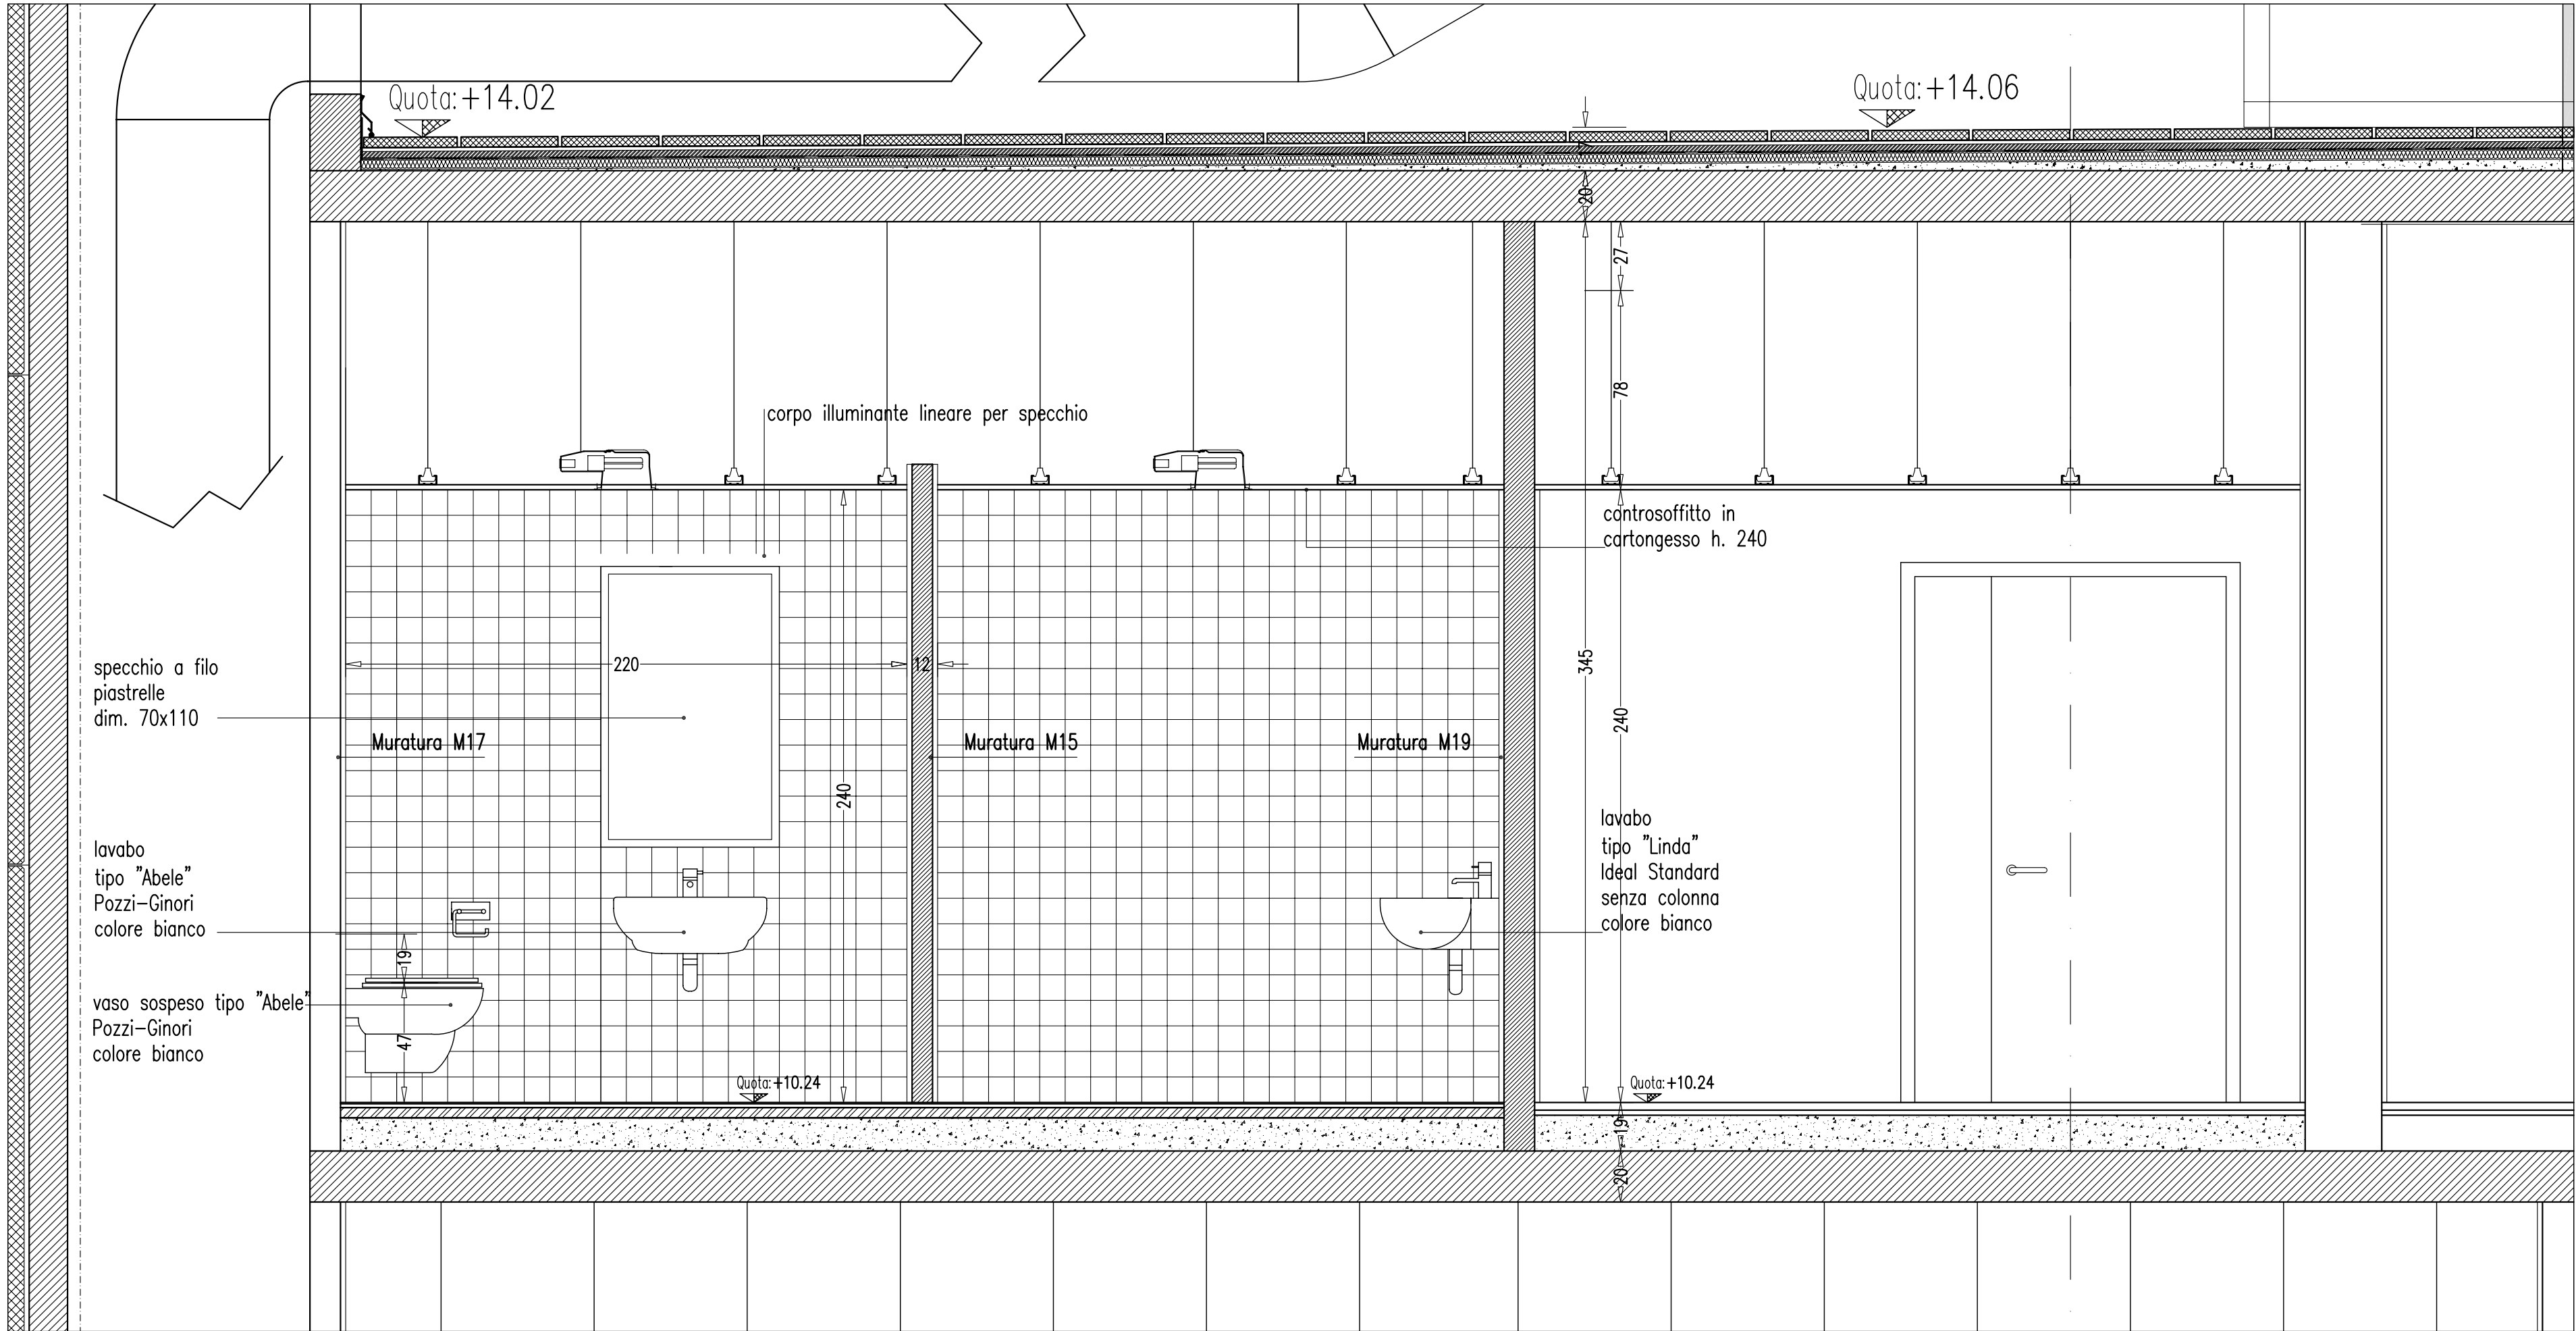 Quota:+14.02
Quota:+14.06
20
27
78
corpo illuminante lineare per specchio
controsoffitto in
cartongesso h. 240
345
240
220
12
specchio a filo
piastrelle
dim. 70x110
Muratura M17
Muratura M15
Muratura M19
240
lavabo
tipo "Abele"
Pozzi-Ginori
colore bianco
lavabo
tipo "Linda"
Ideal Standard
senza colonna
colore bianco
19
vaso sospeso tipo "Abele"
Pozzi-Ginori
colore bianco
47
Quota:+10.24
Quota:+10.24
19
20